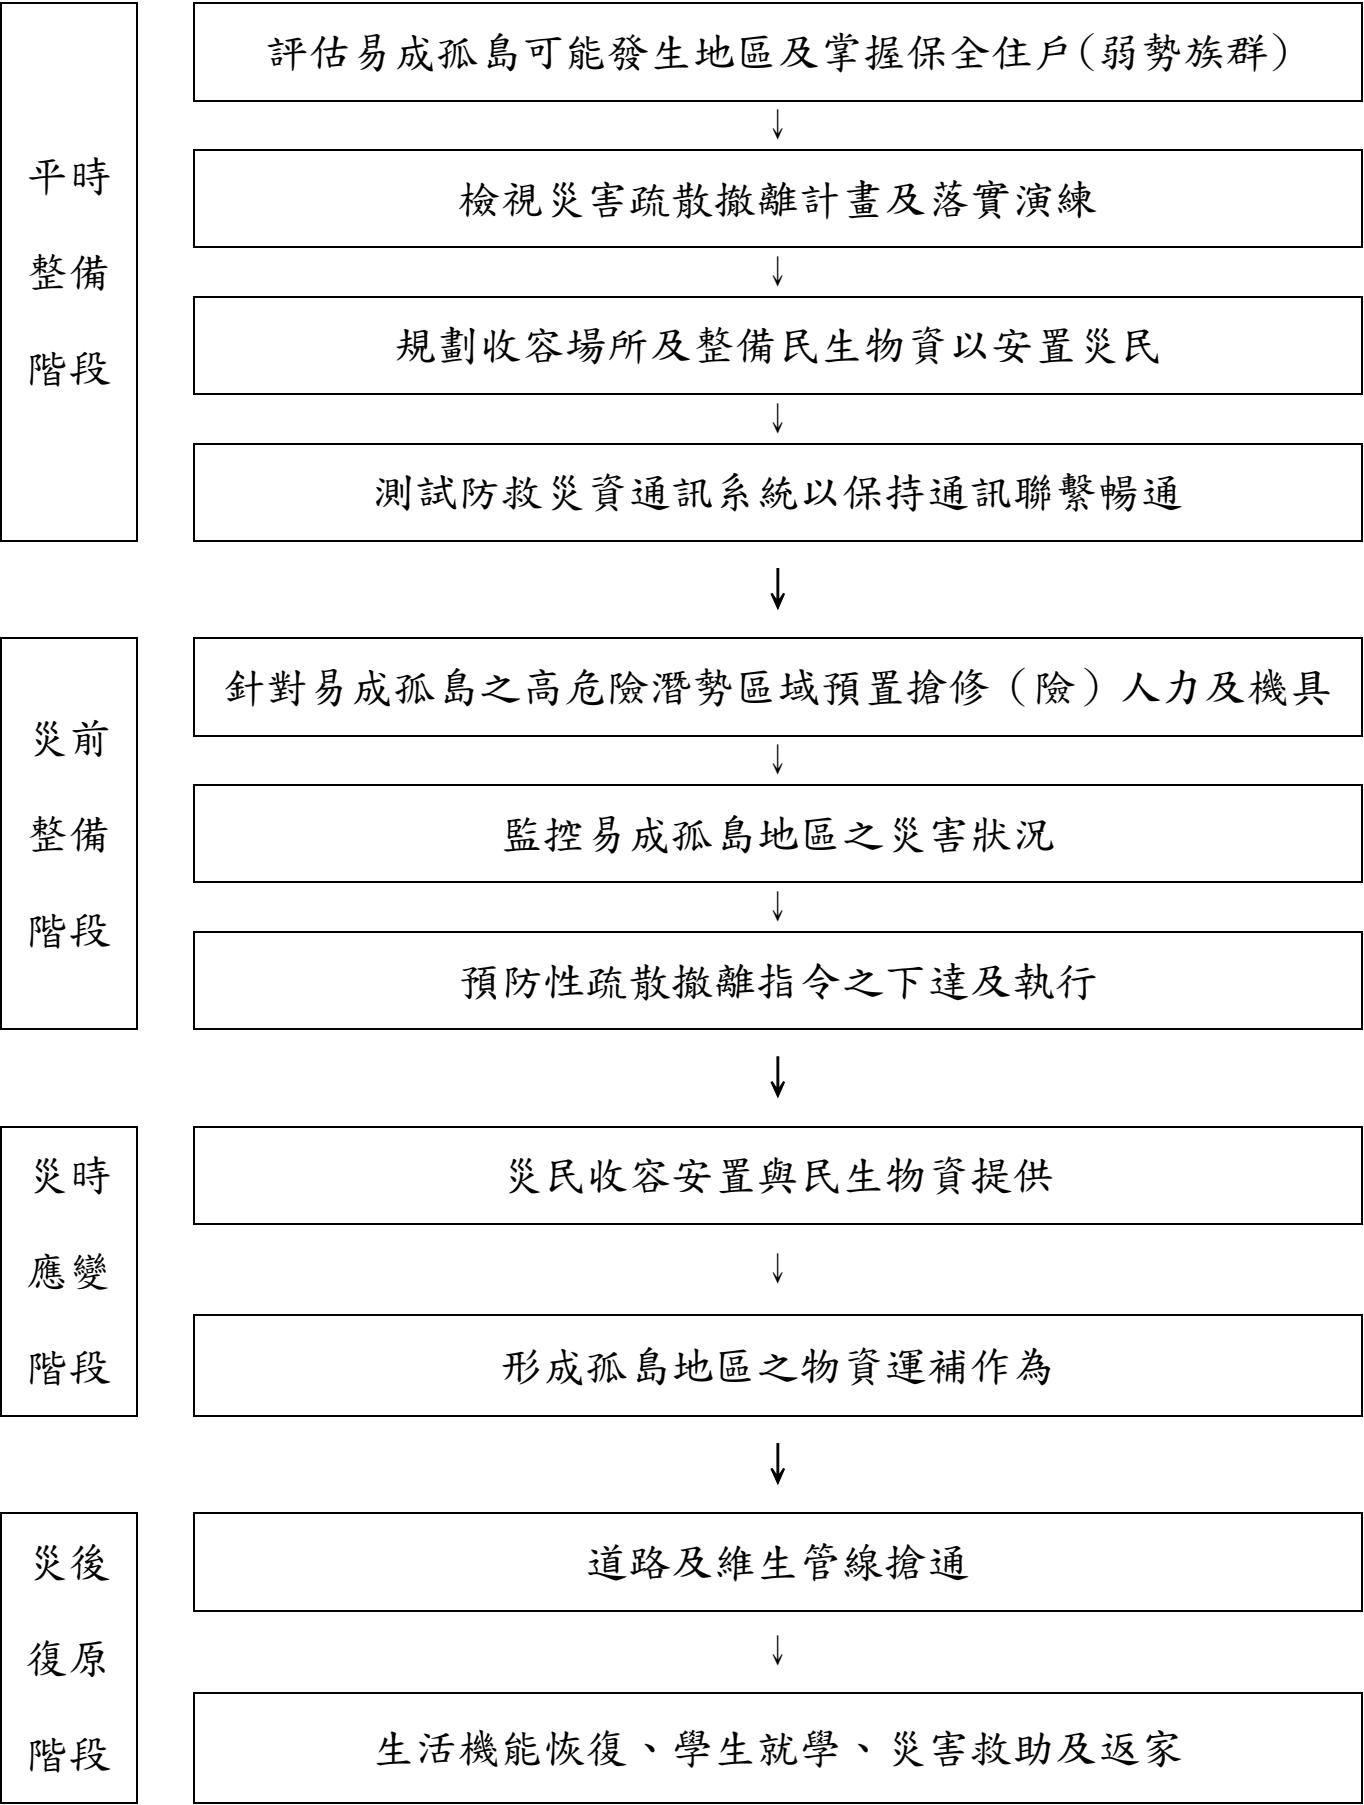 平時
整備
階段
評估易成孤島可能發生地區及掌握保全住戶(弱勢族群)
↓
檢視災害疏散撤離計畫及落實演練
↓
規劃收容場所及整備民生物資以安置災民
↓
測試防救災資通訊系統以保持通訊聯繫暢通
↓
災前
整備
階段
針對易成孤島之高危險潛勢區域預置搶修（險）人力及機具
↓
監控易成孤島地區之災害狀況
↓
預防性疏散撤離指令之下達及執行
↓
災時
應變
階段
災民收容安置與民生物資提供
↓
形成孤島地區之物資運補作為
↓
災後
復原
階段
道路及維生管線搶通
↓
生活機能恢復、學生就學、災害救助及返家